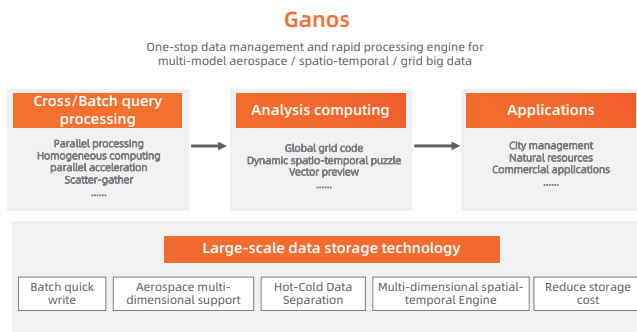 Ganos
One-stop data management and rapid processing engine for
multi-model aerospace / spatio-temporal / grid big data
Cross/Batch query
processing
Parallel processing
Homogeneous computing
parallel acceleration
Scatter-gather
......
Analysis computing
Global grid code
Dynamic spatio-temporal puzzle
Vector preview
......
Applications
City management
Natural resources
Commercial applications
......
Large-scale data storage technology
Batch quick
write
Aerospace multi-
dimensional support
Hot-Cold Data
Separation
Multi-dimensional spatial-
temporal Engine
Reduce storage
cost